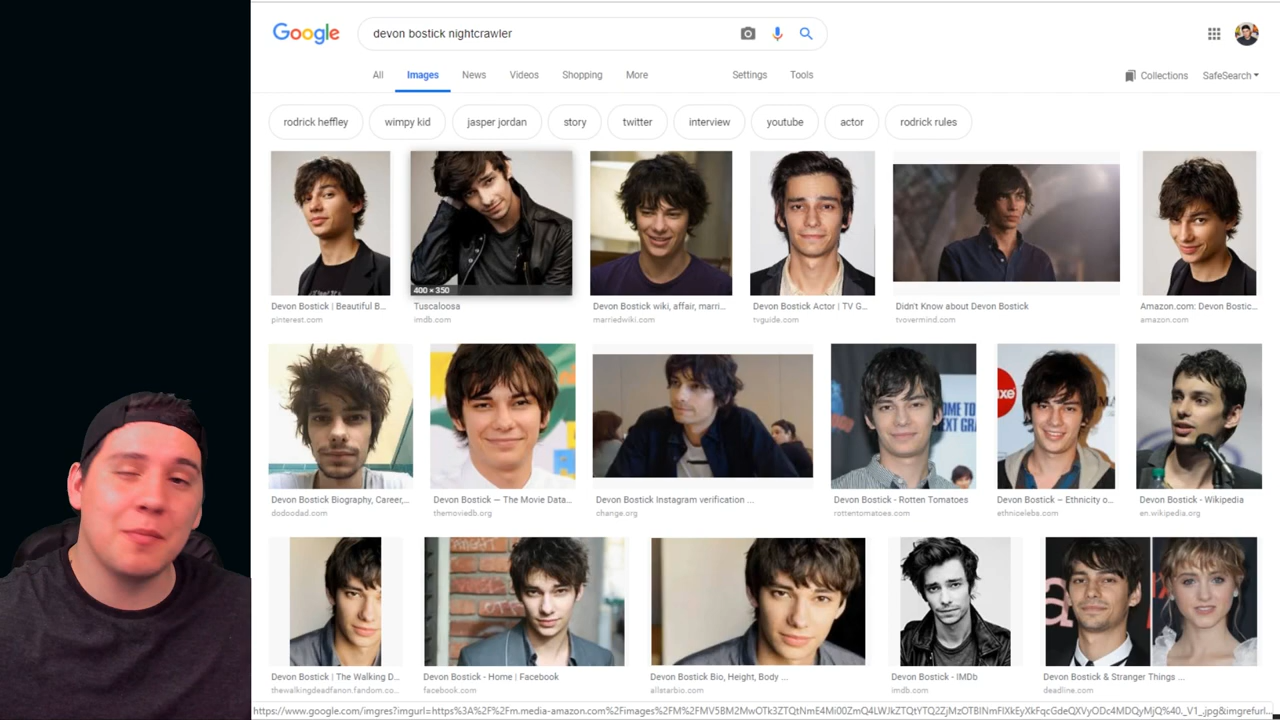 Google
devon bostick nightcrawler
All Images News Videos Shopping More Settings Tools
Collections SafeSearch
rodrick heffley wimpy kid jasper jordan story twitter interview youtube actor rodrick rules
400 × 350
Devon Bostick | Beautiful B... Tuscaloosa Devon Bostick wiki, affair, marri... Devon Bostick Actor | TV G... Didn't Know about Devon Bostick Amazon.com: Devon Bostic...
pinterest.com imdb.com marriedwiki.com tvguide.com tvovermind.com amazon.com
Devon Bostick Biography, Career,... Devon Bostick — The Movie Data... Devon Bostick Instagram verification ... Devon Bostick - Rotten Tomatoes Devon Bostick – Ethnicity o... Devon Bostick - Wikipedia
dodoodad.com themoviedb.org change.org rottentomatoes.com ethnicelebs.com en.wikipedia.org
Devon Bostick | The Walking D... Devon Bostick - Home | Facebook Devon Bostick Bio, Height, Body ... Devon Bostick - IMDb Devon Bostick & Stranger Things ...
thewalkingdeadfanon.fandom.co... facebook.com allstarbio.com imdb.com deadline.com